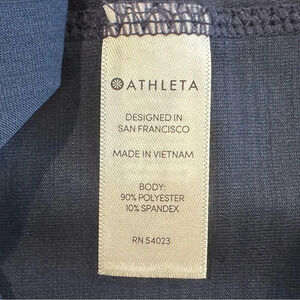 ATHLETA
DESIGNED IN
SAN FRANCISCO
MADE IN VIETNAM
BODY:
90% POLYESTER
10% SPANDEX
RN 54023